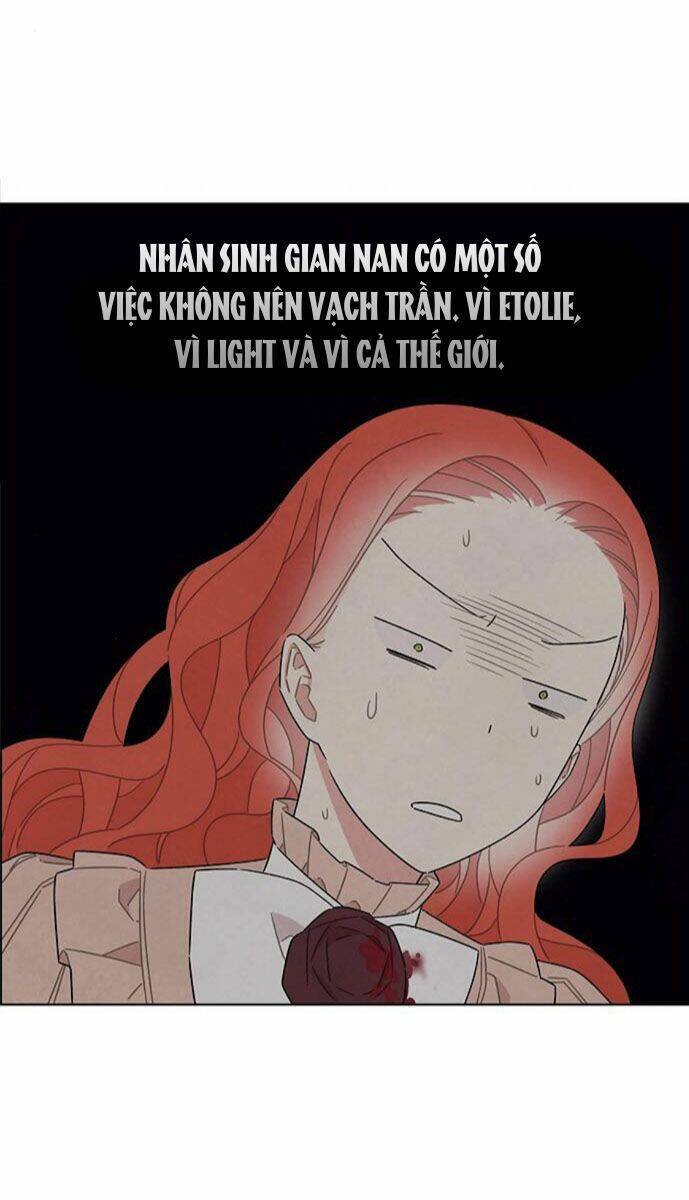 NHÂN SINH GIAN NAN CÓ MỘT SỐ
VIỆC KHÔNG NÊN VẠCH TRẦN. VÌ ETOLIE,
VÌ LIGHT VÀ VÌ CẢ THẾ GIỚI.